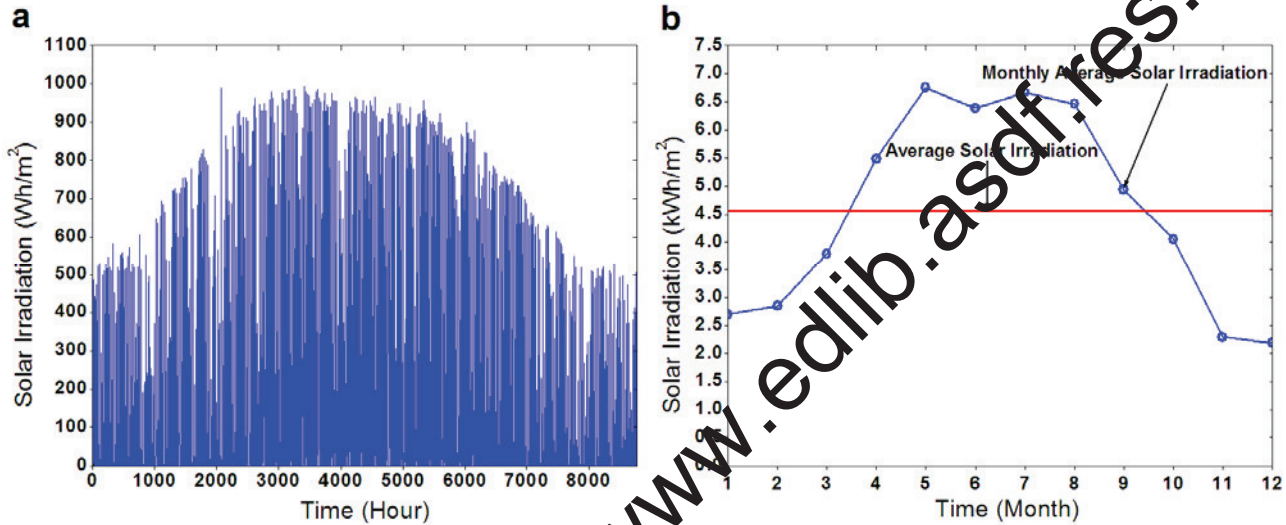 a
1100
1000
900
800
700
600
500
400
300
200
100
0
Solar Irradiation (Wh/m²)
0 1000 2000 3000 4000 5000 6000 7000 8000
Time (Hour)
b
7.5
7.0
6.5
6.0
5.5
5.0
4.5
4.0
3.5
3.0
2.5
2.0
1.5
1.0
0.5
0.0
Solar Irradiation (kWh/m²)
Monthly Average Solar Irradiation
Average Solar Irradiation
1 2 3 4 5 6 7 8 9 10 11 12
Time (Month)
www.edlib.asdf.res.